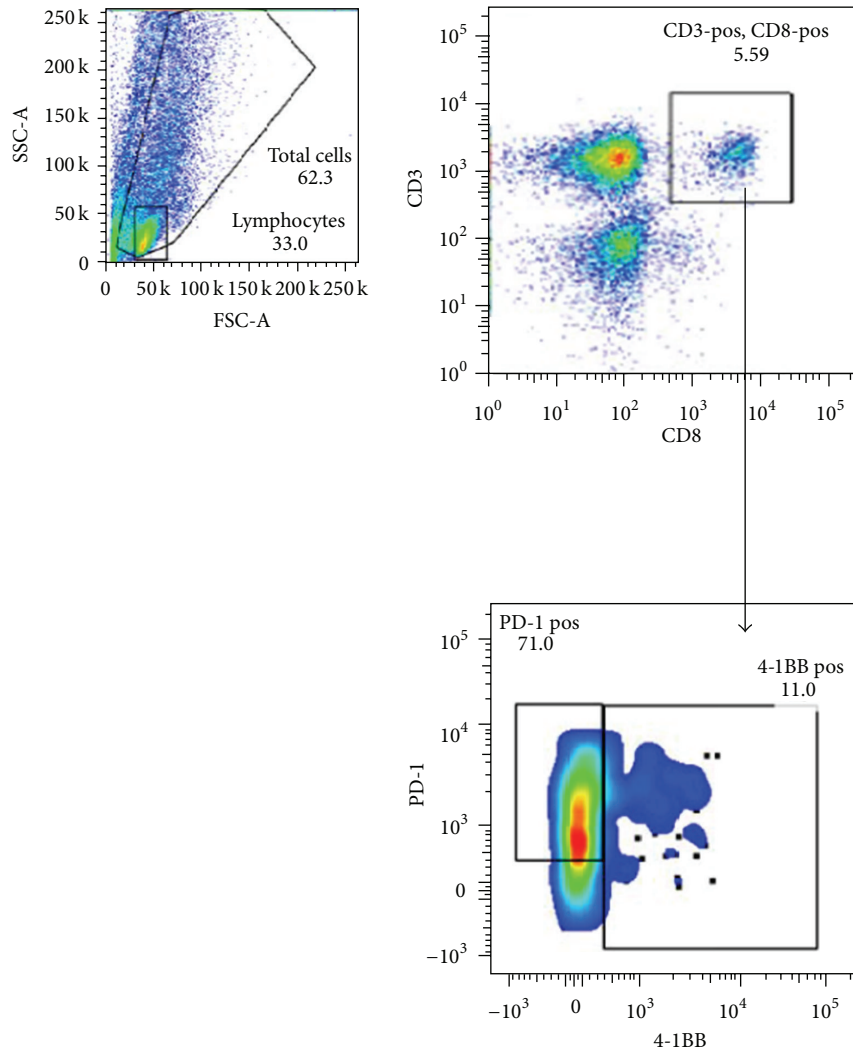 250 k
200 k
150 k
100 k
50 k
0
SSC-A
Total cells
62.3
Lymphocytes
33.0
0 50 k 100 k 150 k 200 k 250 k
FSC-A
CD3-pos, CD8-pos
5.59
10^5
10^4
10^3
10^2
10^1
10^0
CD3
10^0 10^1 10^2 10^3 10^4 10^5
CD8
PD-1 pos
71.0
4-1BB pos
11.0
10^5
10^4
10^3
0
−10^3
PD-1
−10^3 0 10^3 10^4 10^5
4-1BB